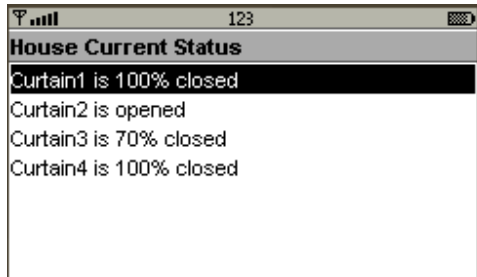 123
House Current Status
Curtain1 is 100% closed
Curtain2 is opened
Curtain3 is 70% closed
Curtain4 is 100% closed